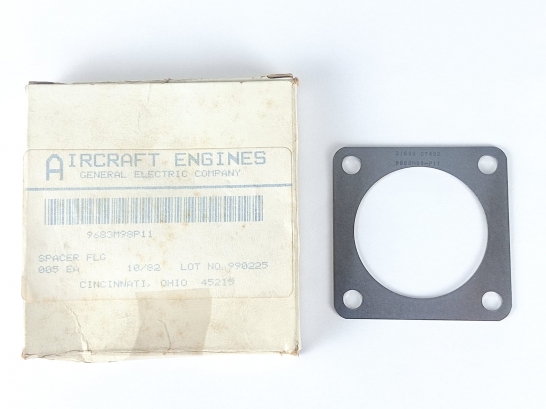 AIRCRAFT ENGINES
GENERAL ELECTRIC COMPANY
9683M98P11
SPACER FLG
005 EA 10/82 LOT NO. 990225
CINCINNATI, OHIO 45215